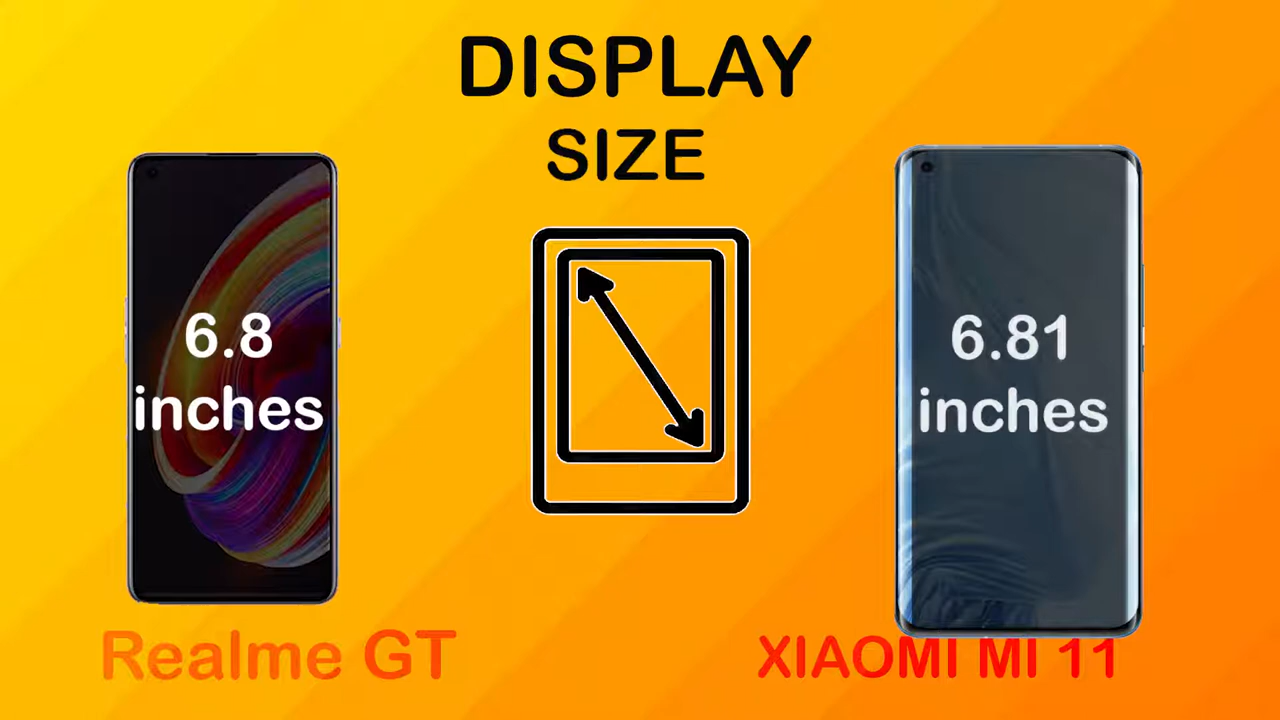 DISPLAY
SIZE
6.8
inches
6.81
inches
Realme GT
XIAOMI MI 11